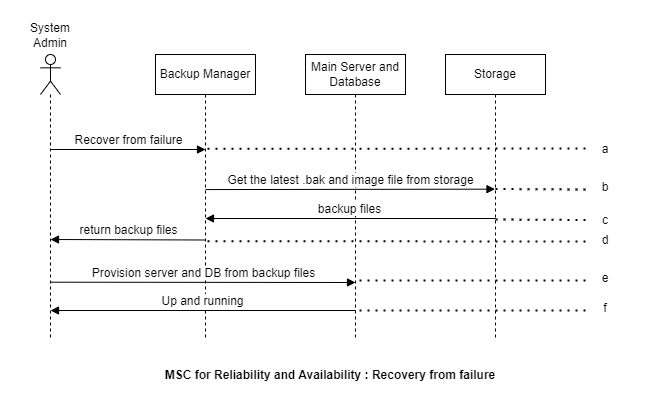 System
Admin
Backup Manager
Main Server and
Database
Storage
Recover from failure
a
Get the latest .bak and image file from storage
b
backup files
c
return backup files
d
Provision server and DB from backup files
e
Up and running
f
MSC for Reliability and Availability : Recovery from failure